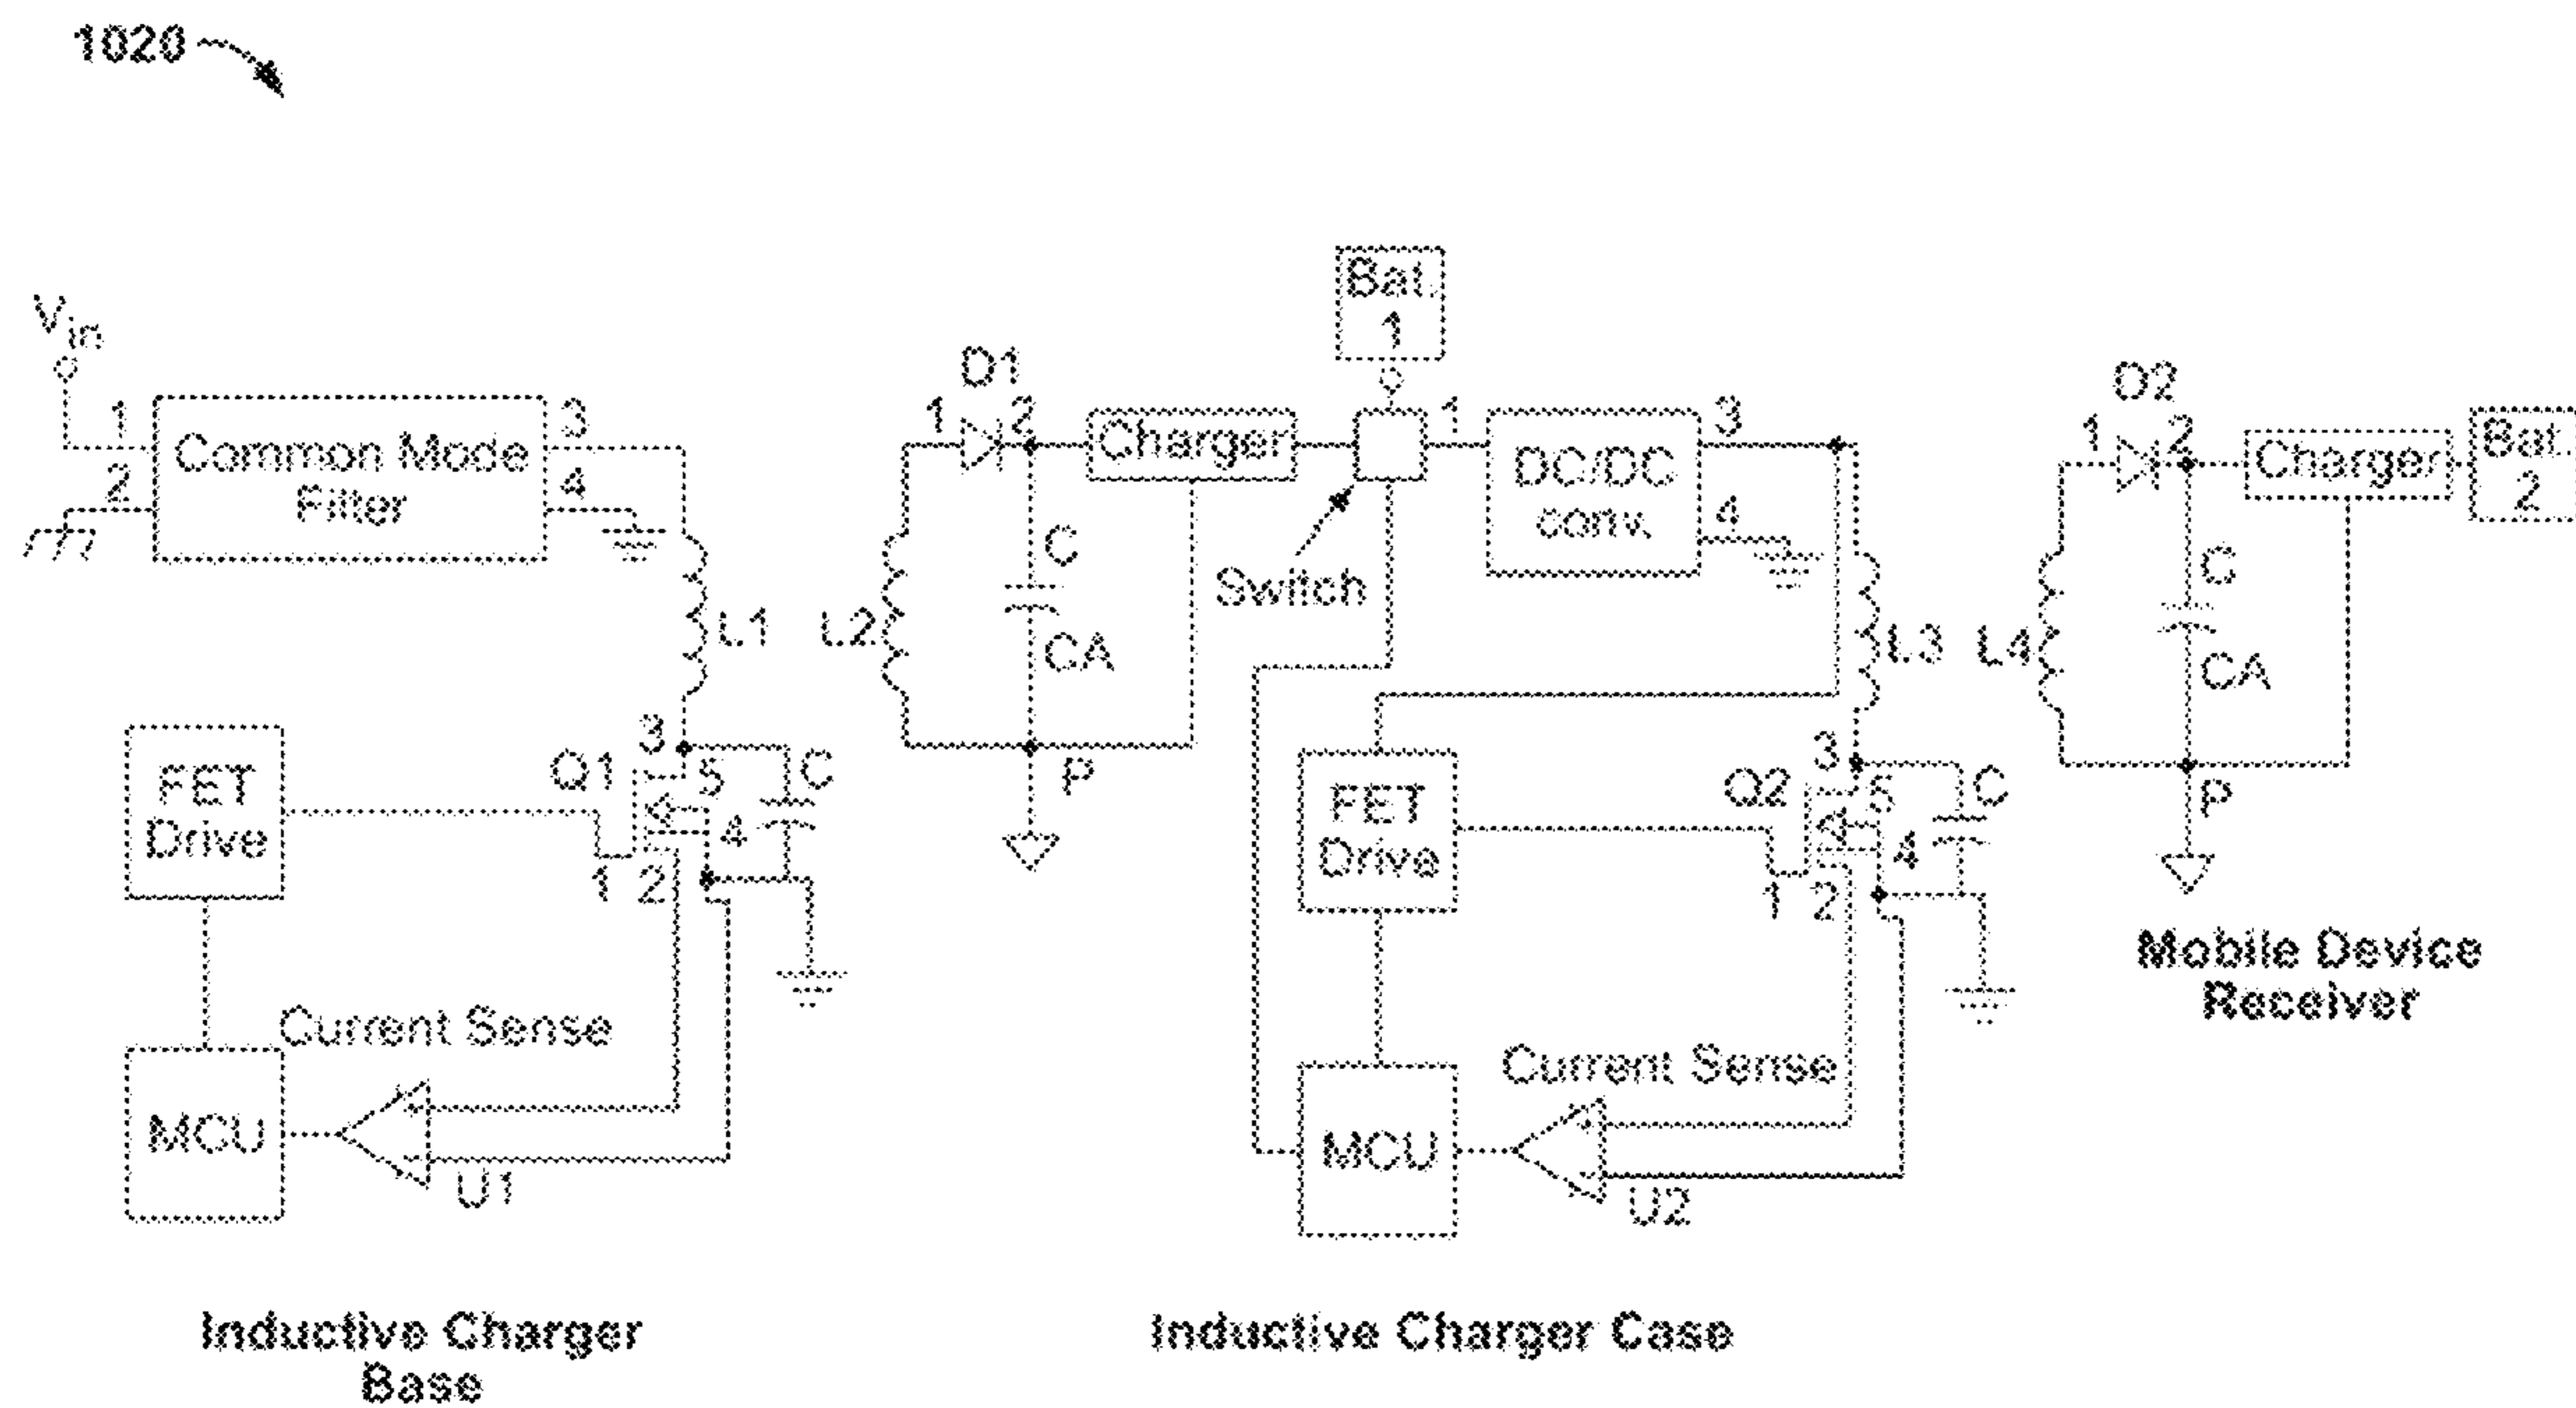 1020
Vin
1
2
Common Mode
Filter
3
4
L1
FET
Drive
Q1
3
5
4
C
1 2
Current Sense
MCU
U1
Inductive Charger
Base
L2
D1
1
2
C
CA
P
Charger
Bat.
1
Switch
1
DC/DC
conv.
3
4
L3
FET
Drive
Q2
3
5
4
C
1 2
Current Sense
MCU
U2
Inductive Charger Case
L4
D2
1
2
C
CA
P
Charger
Bat.
2
Mobile Device
Receiver